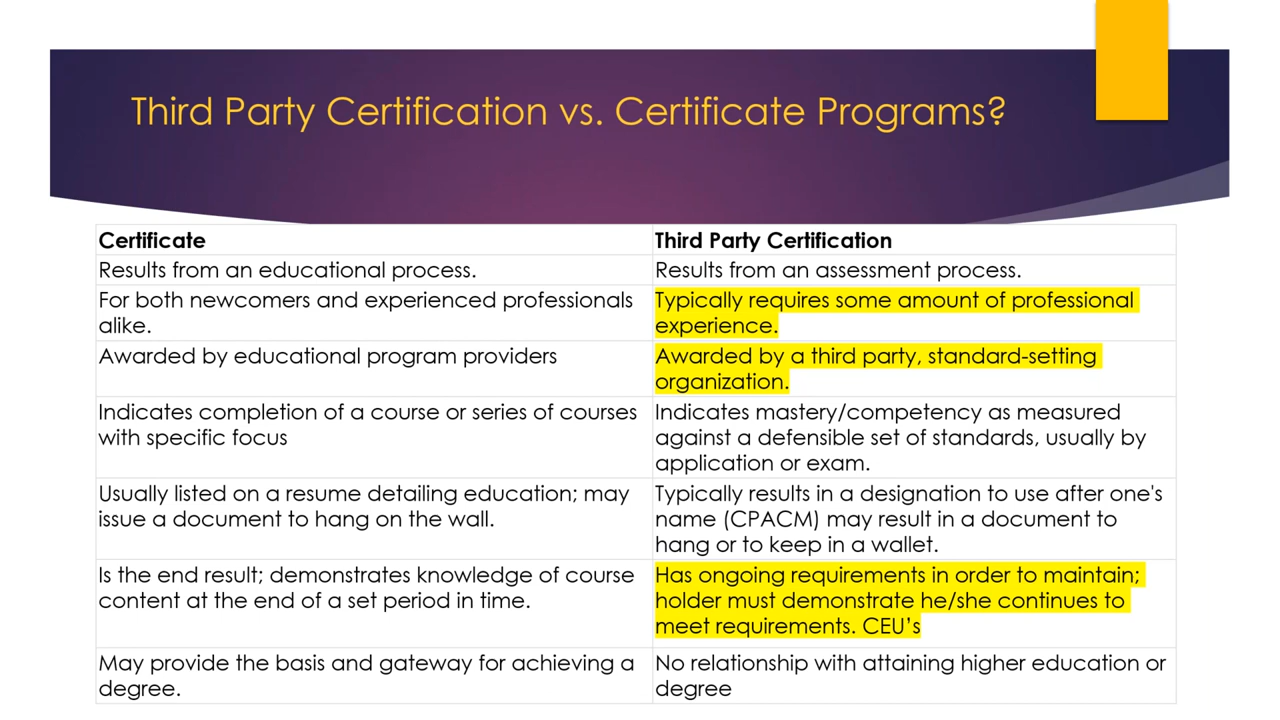 Third Party Certification vs. Certificate Programs?
Certificate
Third Party Certification
Results from an educational process.
Results from an assessment process.
For both newcomers and experienced professionals
alike.
Typically requires some amount of professional
experience.
Awarded by educational program providers
Awarded by a third party, standard-setting
organization.
Indicates completion of a course or series of courses
with specific focus
Indicates mastery/competency as measured
against a defensible set of standards, usually by
application or exam.
Usually listed on a resume detailing education; may
issue a document to hang on the wall.
Typically results in a designation to use after one's
name (CPACM) may result in a document to
hang or to keep in a wallet.
Is the end result; demonstrates knowledge of course
content at the end of a set period in time.
Has ongoing requirements in order to maintain;
holder must demonstrate he/she continues to
meet requirements. CEU’s
May provide the basis and gateway for achieving a
degree.
No relationship with attaining higher education or
degree